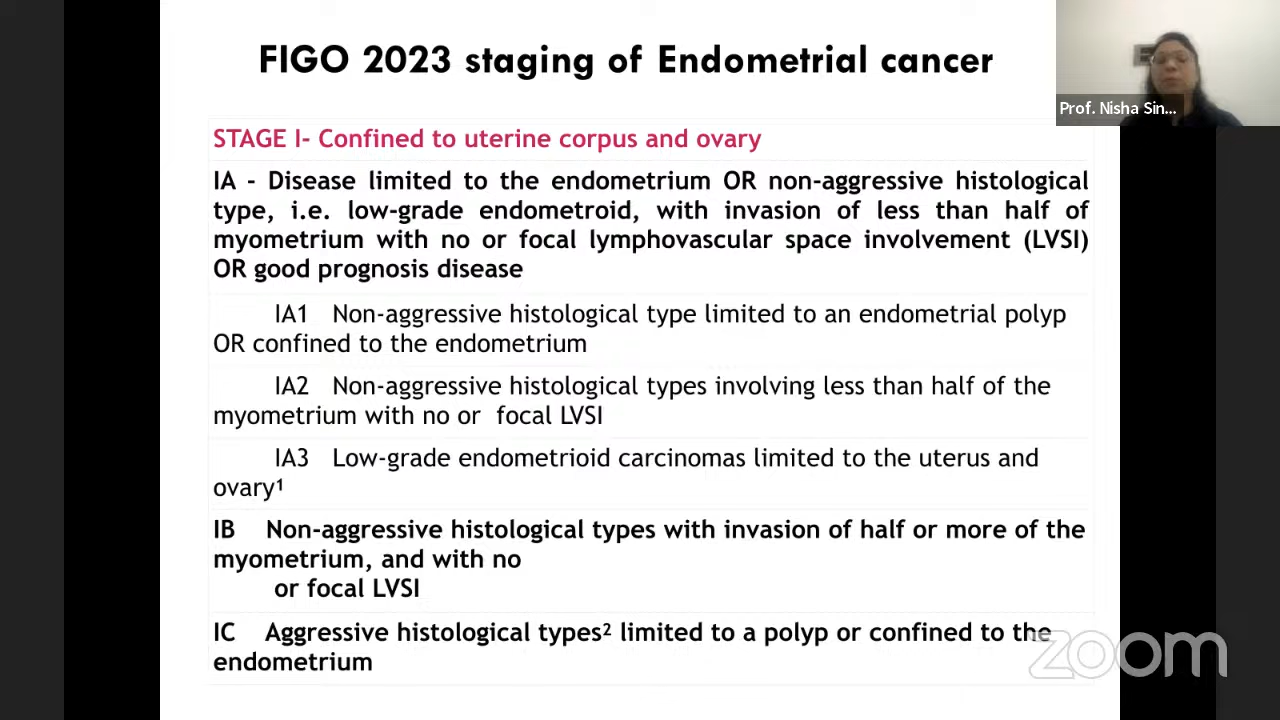 FIGO 2023 staging of Endometrial cancer
Prof. Nisha Sin...
STAGE I- Confined to uterine corpus and ovary
IA - Disease limited to the endometrium OR non-aggressive histological
type, i.e. low-grade endometroid, with invasion of less than half of
myometrium with no or focal lymphovascular space involvement (LVSI)
OR good prognosis disease
IA1 Non-aggressive histological type limited to an endometrial polyp
OR confined to the endometrium
IA2 Non-aggressive histological types involving less than half of the
myometrium with no or focal LVSI
IA3 Low-grade endometrioid carcinomas limited to the uterus and
ovary¹
IB Non-aggressive histological types with invasion of half or more of the
myometrium, and with no
or focal LVSI
IC Aggressive histological types² limited to a polyp or confined to the
endometrium
zoom